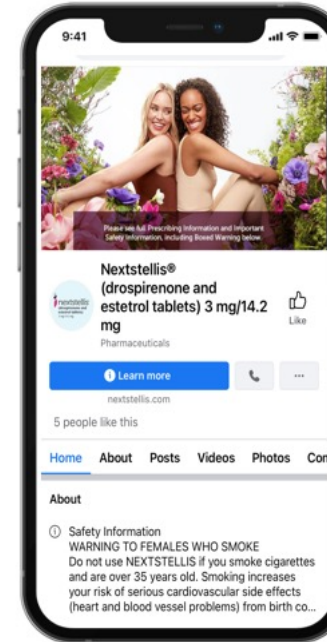 9:41
Please see full Prescribing Information and Important
Safety Information, including Boxed Warning below.
Nextstellis®
(drospirenone and
estetrol tablets) 3 mg/14.2
mg
Like
Pharmaceuticals
nextstellis
Learn more
nextstellis.com
5 people like this
Home About Posts Videos Photos Com
About
Safety Information
WARNING TO FEMALES WHO SMOKE
Do not use NEXTSTELLIS if you smoke cigarettes
and are over 35 years old. Smoking increases
your risk of serious cardiovascular side effects
(heart and blood vessel problems) from birth co...